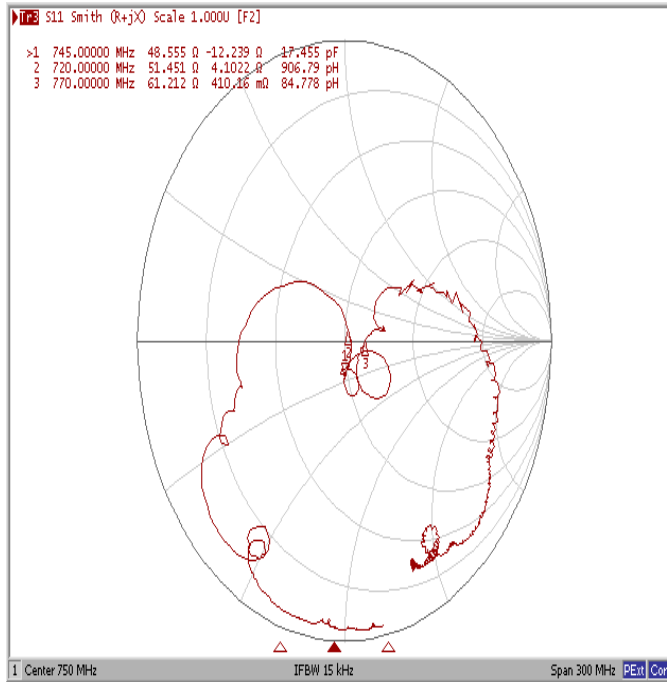 Tr3 S11 Smith (R+jX) Scale 1.000U [F2]
>1 745.00000 MHz 48.555 Ω -12.239 Ω 17.455 pF
2 720.00000 MHz 51.451 Ω 4.1022 Ω 906.79 pH
3 770.00000 MHz 61.212 Ω 410.16 mΩ 84.778 pH
2
1
3
1 Center 750 MHz IFBW 15 kHz Span 300 MHz PExt Cor